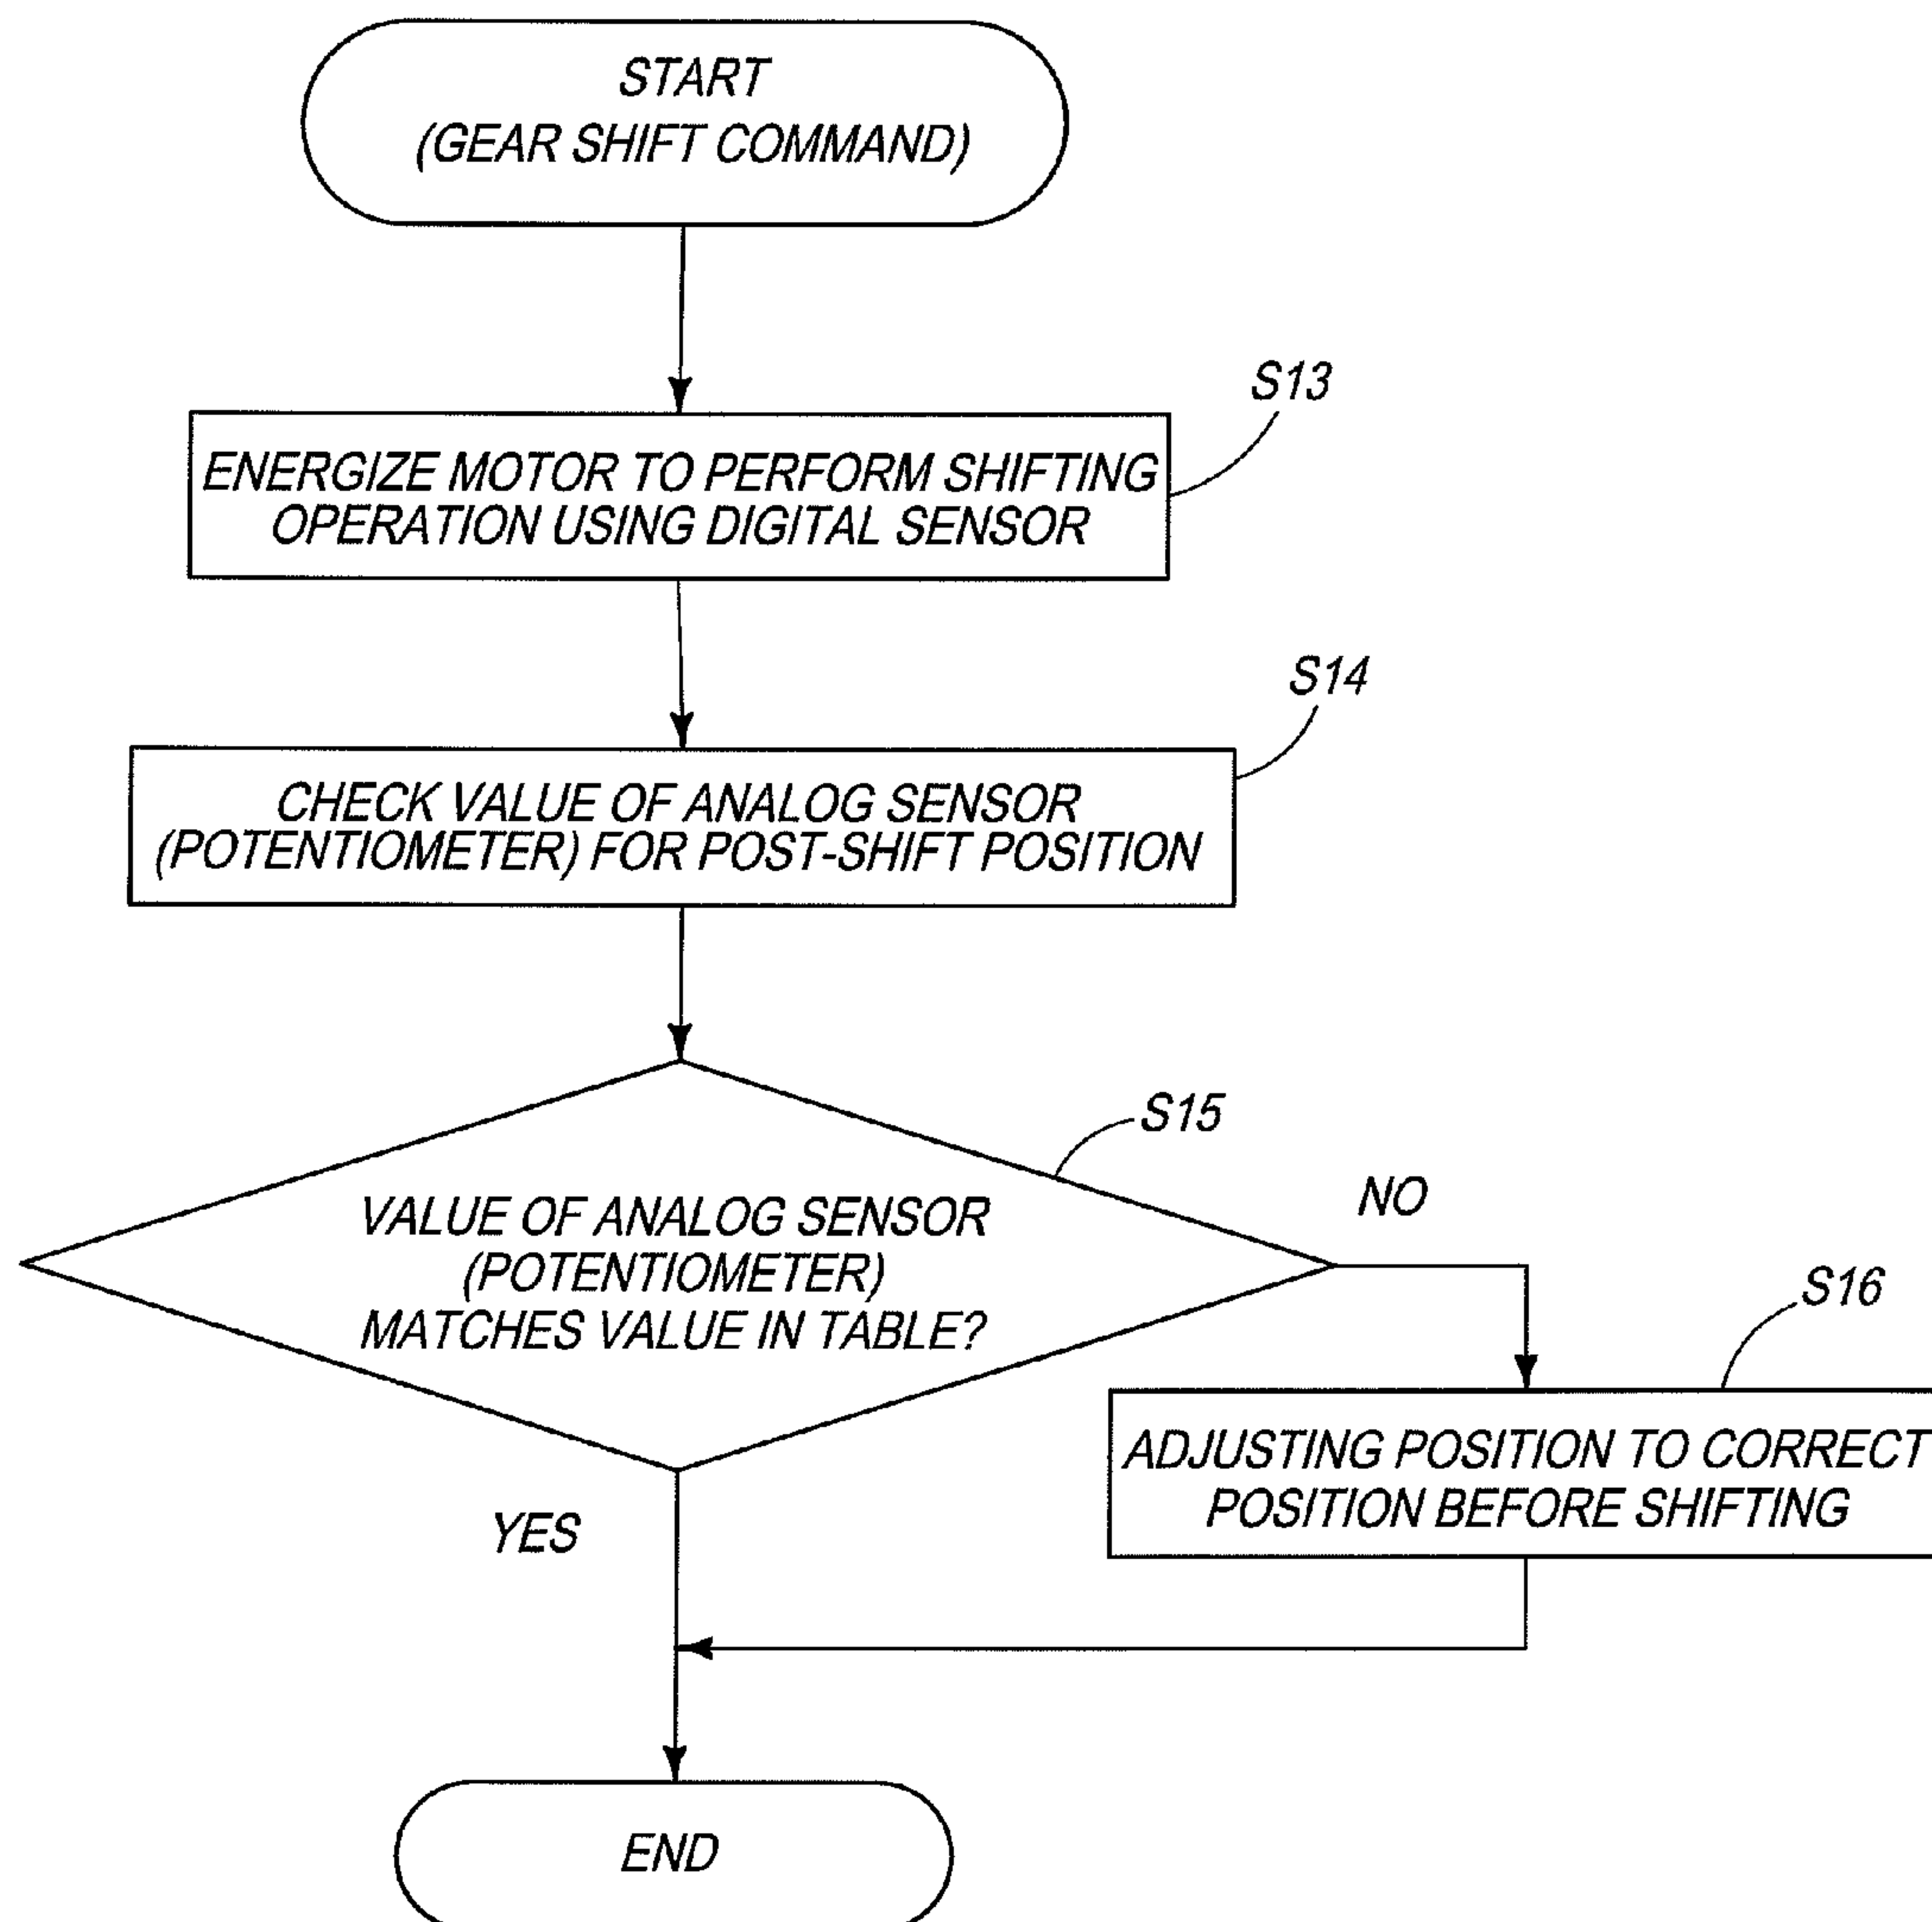 START
(GEAR SHIFT COMMAND)
S13
ENERGIZE MOTOR TO PERFORM SHIFTING
OPERATION USING DIGITAL SENSOR
S14
CHECK VALUE OF ANALOG SENSOR
(POTENTIOMETER) FOR POST-SHIFT POSITION
S15
VALUE OF ANALOG SENSOR
(POTENTIOMETER)
MATCHES VALUE IN TABLE?
NO
S16
ADJUSTING POSITION TO CORRECT
POSITION BEFORE SHIFTING
YES
END